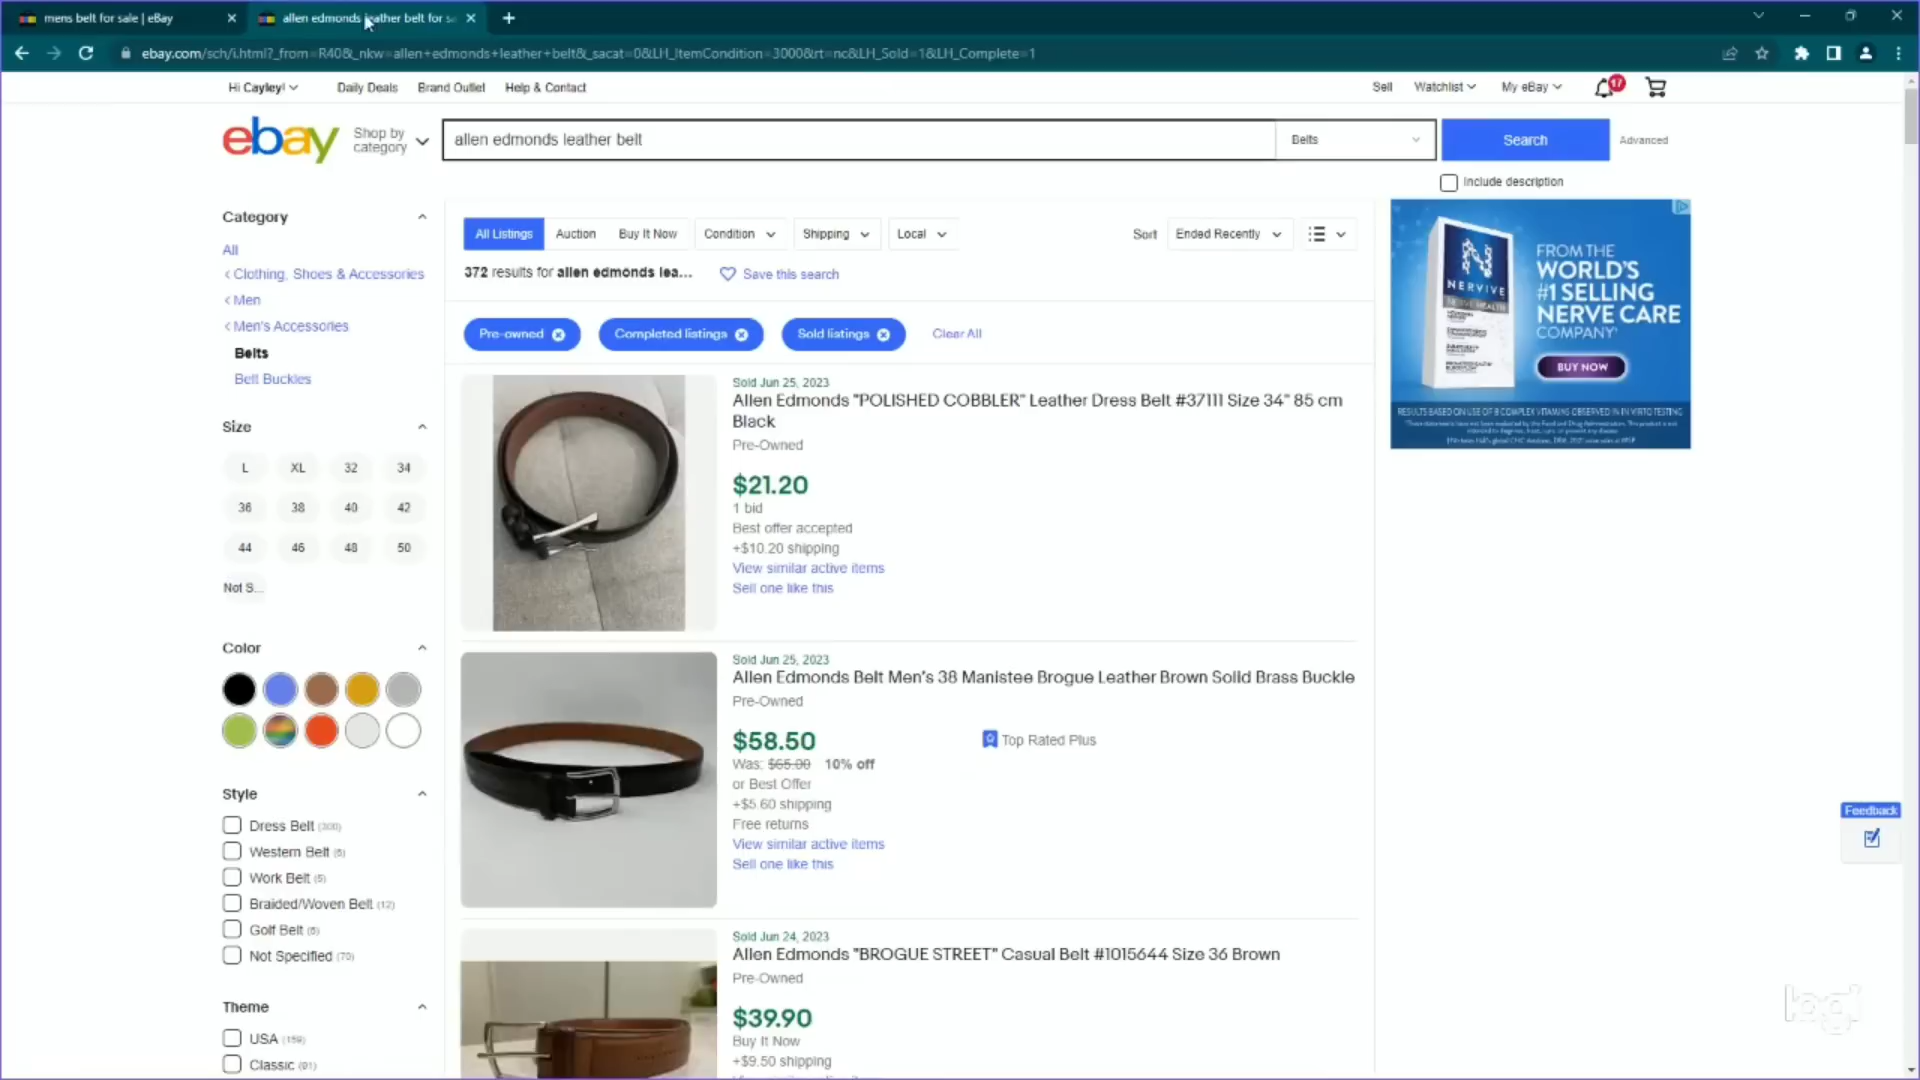 mens belt for sale | eBay
allen edmonds leather belt for sa
ebay.com/sch/i.html?_from=R40&_nkw=allen+edmonds+leather+belt&_sacat=0&LH_ItemCondition=3000&rt=nc&LH_Sold=1&LH_Complete=1
Hi Cayley!
Daily Deals
Brand Outlet
Help & Contact
Sell
Watchlist
My eBay
17
ebay
Shop by
category
allen edmonds leather belt
Belts
Search
Advanced
Include description
Category
All
Clothing, Shoes & Accessories
Men
Men's Accessories
Belts
Belt Buckles
Size
L XL 32 34
36 38 40 42
44 46 48 50
Not S...
Color
Style
Dress Belt (300)
Western Belt (6)
Work Belt (5)
Braided/Woven Belt (12)
Golf Belt (6)
Not Specified (70)
Theme
USA (159)
Classic (91)
All Listings
Auction
Buy It Now
Condition
Shipping
Local
Sort
Ended Recently
372 results for allen edmonds lea...
Save this search
Pre-owned
Completed listings
Sold listings
Clear All
Sold Jun 25, 2023
Allen Edmonds "POLISHED COBBLER" Leather Dress Belt #37111 Size 34" 85 cm
Black
Pre-Owned
$21.20
1 bid
Best offer accepted
+$10.20 shipping
View similar active items
Sell one like this
Sold Jun 25, 2023
Allen Edmonds Belt Men's 38 Manistee Brogue Leather Brown Solid Brass Buckle
Pre-Owned
$58.50
Top Rated Plus
Was: $65.00 10% off
or Best Offer
+$5.60 shipping
Free returns
View similar active items
Sell one like this
Sold Jun 24, 2023
Allen Edmonds "BROGUE STREET" Casual Belt #1015644 Size 36 Brown
Pre-Owned
$39.90
Buy It Now
+$9.50 shipping
N
NERVIVE
FROM THE
WORLD'S
#1 SELLING
NERVE CARE
COMPANY*
BUY NOW
Feedback
logi